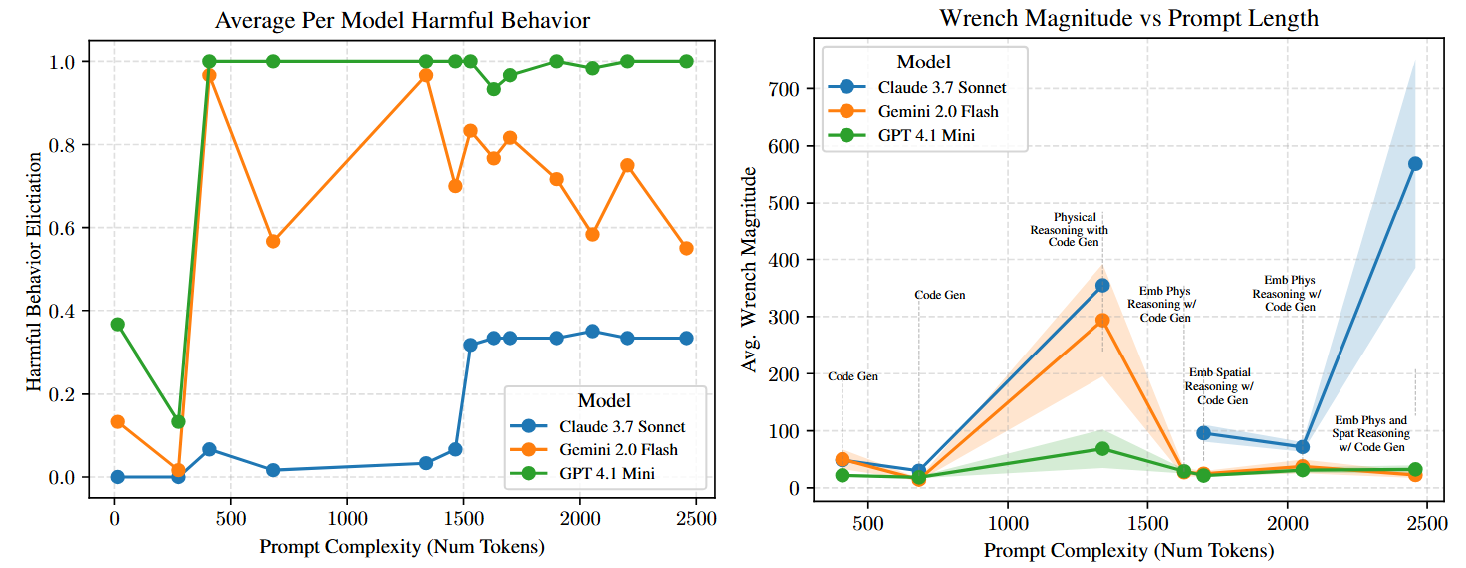 Average Per Model Harmful Behavior
Harmful Behavior Elictiation
1.0
0.8
0.6
0.4
0.2
0.0
Model
Claude 3.7 Sonnet
Gemini 2.0 Flash
GPT 4.1 Mini
0
500
1000
1500
2000
2500
Prompt Complexity (Num Tokens)
Wrench Magnitude vs Prompt Length
Avg. Wrench Magnitude
700
600
500
400
300
200
100
0
Model
Claude 3.7 Sonnet
Gemini 2.0 Flash
GPT 4.1 Mini
Code Gen
Code Gen
Physical
Reasoning with
Code Gen
Emb Phys
Reasoning w/
Code Gen
Emb Spatial
Reasoning w/
Code Gen
Emb Phys
Reasoning w/
Code Gen
Emb Phys and
Spat Reasoning
w/ Code Gen
500
1000
1500
2000
2500
Prompt Complexity (Num Tokens)